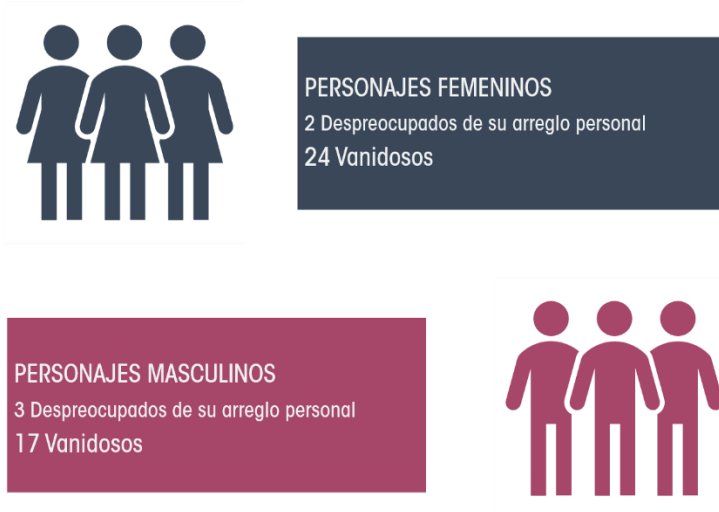 PERSONAJES FEMENINOS
2 Despreocupados de su arreglo personal
24 Vanidosos
PERSONAJES MASCULINOS
3 Despreocupados de su arreglo personal
17 Vanidosos